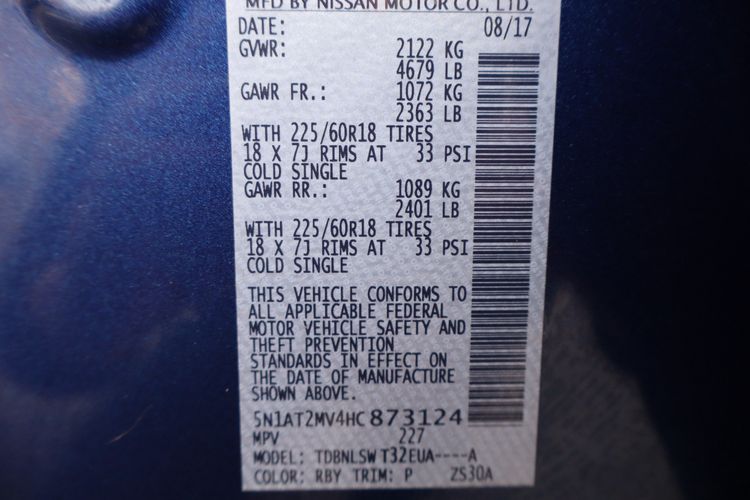 MFD BY NISSAN MOTOR CO., LTD.
DATE: 08/17
GVWR: 2122 KG
4679 LB
GAWR FR.: 1072 KG
2363 LB
WITH 225/60R18 TIRES
18 X 7J RIMS AT 33 PSI
COLD SINGLE
GAWR RR.: 1089 KG
2401 LB
WITH 225/60R18 TIRES
18 X 7J RIMS AT 33 PSI
COLD SINGLE
THIS VEHICLE CONFORMS TO
ALL APPLICABLE FEDERAL
MOTOR VEHICLE SAFETY AND
THEFT PREVENTION
STANDARDS IN EFFECT ON
THE DATE OF MANUFACTURE
SHOWN ABOVE.
5N1AT2MV4HC873124
MPV 227
MODEL: TDBNLSW T32EUA----A
COLOR: RBY TRIM: P ZS30A